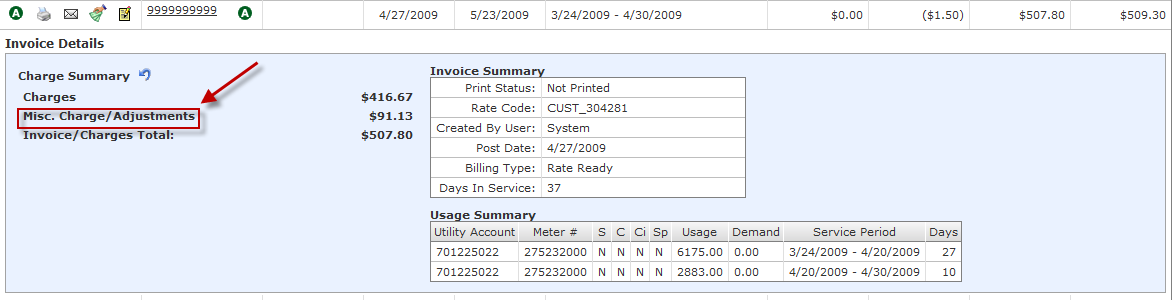 A 9999999999 A 4/27/2009 5/23/2009 3/24/2009 - 4/30/2009 $0.00 ($1.50) $507.80 $509.30
Invoice Details
Charge Summary
Charges $416.67
Misc. Charge/Adjustments $91.13
Invoice/Charges Total: $507.80
Invoice Summary
Print Status: Not Printed
Rate Code: CUST_304281
Created By User: System
Post Date: 4/27/2009
Billing Type: Rate Ready
Days In Service: 37
Usage Summary
Utility Account Meter # S C Ci Sp Usage Demand Service Period Days
701225022 275232000 N N N N 6175.00 0.00 3/24/2009 - 4/20/2009 27
701225022 275232000 N N N N 2883.00 0.00 4/20/2009 - 4/30/2009 10